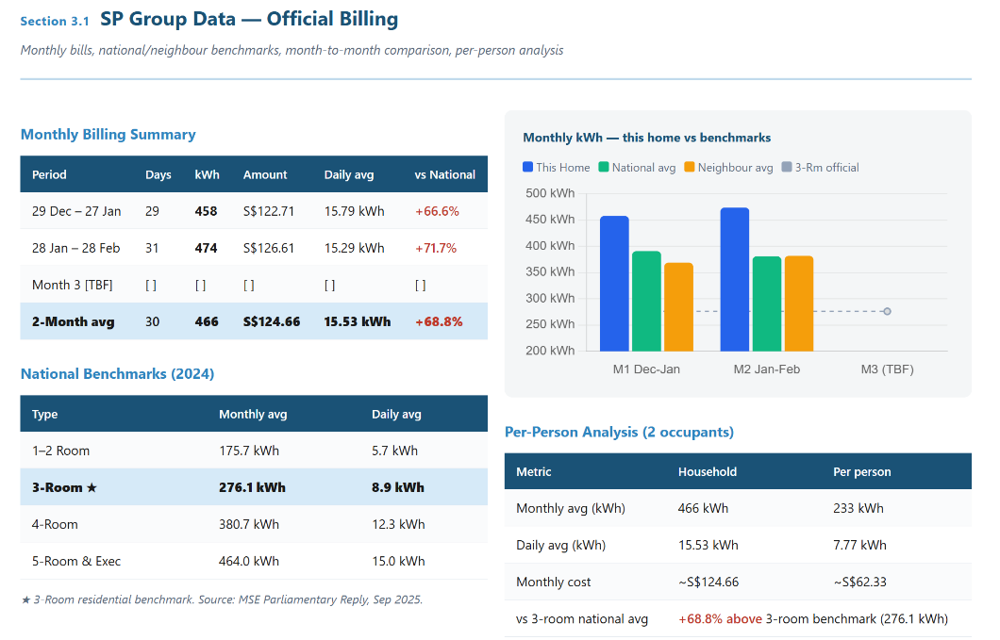 Section 3.1 SP Group Data — Official Billing
Monthly bills, national/neighbour benchmarks, month-to-month comparison, per-person analysis
Monthly Billing Summary
Period Days kWh Amount Daily avg vs National
29 Dec – 27 Jan 29 458 S$122.71 15.79 kWh +66.6%
28 Jan – 28 Feb 31 474 S$126.61 15.29 kWh +71.7%
Month 3 [TBF] [ ] [ ] [ ] [ ] [ ]
2-Month avg 30 466 S$124.66 15.53 kWh +68.8%
National Benchmarks (2024)
Type Monthly avg Daily avg
1–2 Room 175.7 kWh 5.7 kWh
3-Room ★ 276.1 kWh 8.9 kWh
4-Room 380.7 kWh 12.3 kWh
5-Room & Exec 464.0 kWh 15.0 kWh
★ 3-Room residential benchmark. Source: MSE Parliamentary Reply, Sep 2025.
Monthly kWh — this home vs benchmarks
This Home National avg Neighbour avg 3-Rm official
500 kWh
450 kWh
400 kWh
350 kWh
300 kWh
250 kWh
200 kWh
M1 Dec-Jan M2 Jan-Feb M3 (TBF)
Per-Person Analysis (2 occupants)
Metric Household Per person
Monthly avg (kWh) 466 kWh 233 kWh
Daily avg (kWh) 15.53 kWh 7.77 kWh
Monthly cost ~S$124.66 ~S$62.33
vs 3-room national avg +68.8% above 3-room benchmark (276.1 kWh)